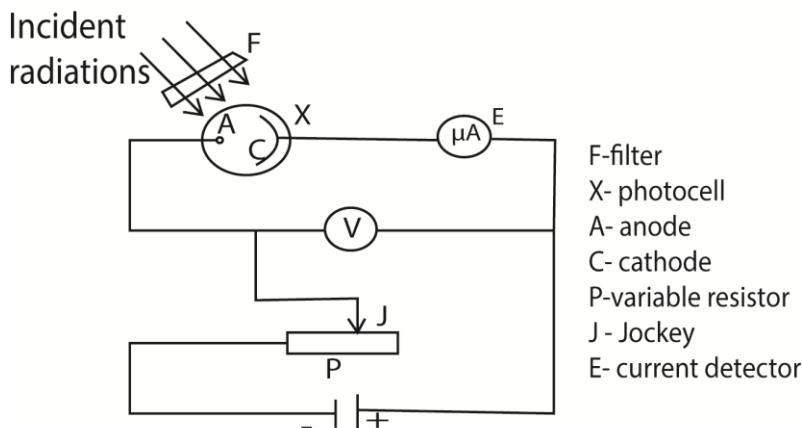 Incident
radiations
F
A
X
C
μA
E
V
J
P
- +
F-filter
X- photocell
A- anode
C- cathode
P-variable resistor
J - Jockey
E- current detector